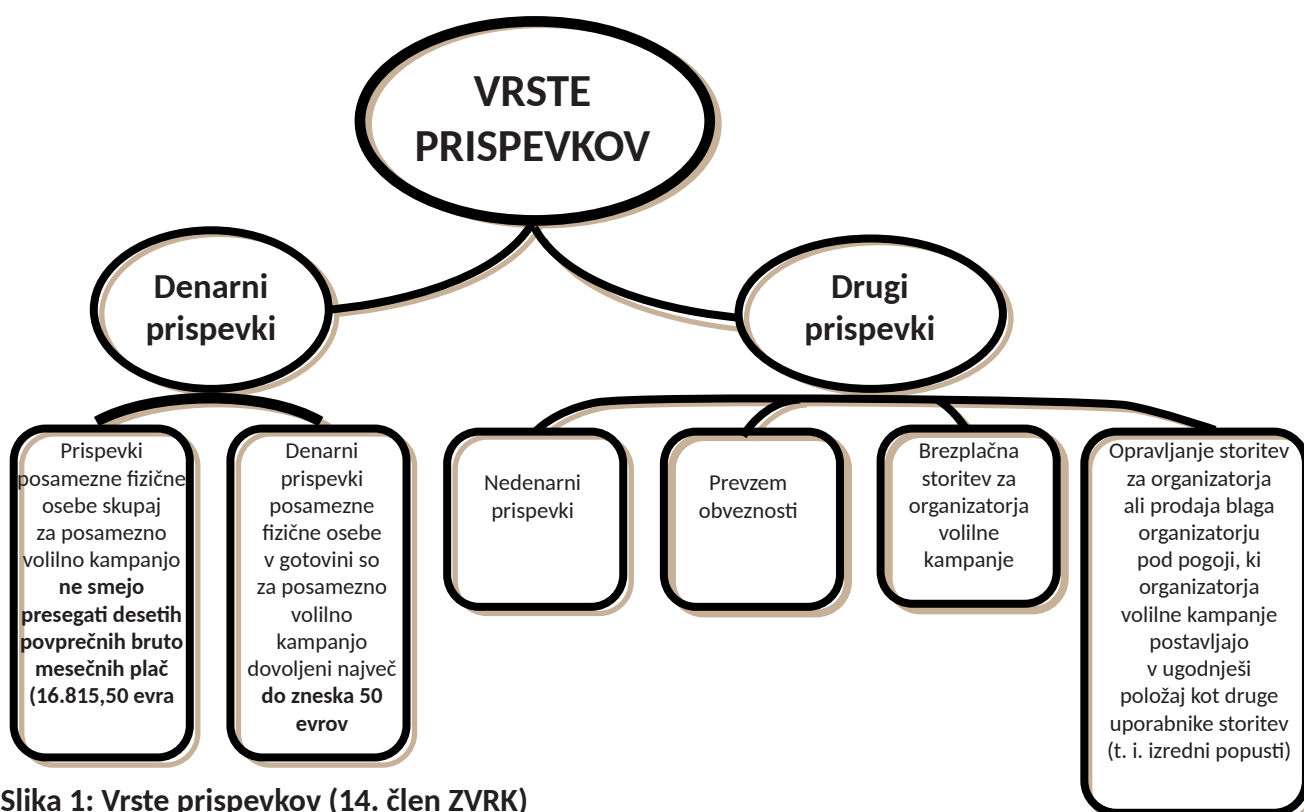 VRSTE
PRISPEVKOV
Denarni
prispevki
Drugi
prispevki
Prispevki
posamezne fizične
osebe skupaj
za posamezno
volilno kampanjo
ne smejo
presegati desetih
povprečnih bruto
mesečnih plač
(16.815,50 evra
Denarni
prispevki
posamezne
fizične osebe
v gotovini so
za posamezno
volilno
kampanjo
dovoljeni največ
do zneska 50
evrov
Nedenarni
prispevki
Prevzem
obveznosti
Brezplačna
storitev za
organizatorja
volilne
kampanje
Opravljanje storitev
za organizatorja
ali prodaja blaga
organizatorju
pod pogoji, ki
organizatorja
volilne kampanje
postavljajo
v ugodnješi
položaj kot druge
uporabnike storitev
(t. i. izredni popusti)
Slika 1: Vrste prispevkov (14. člen ZVRK)